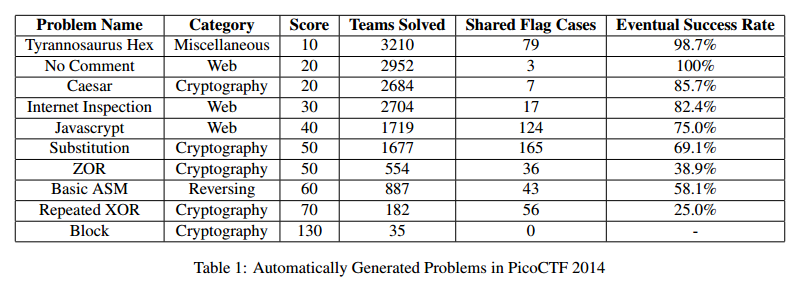 Problem Name Category Score Teams Solved Shared Flag Cases Eventual Success Rate
Tyrannosaurus Hex Miscellaneous 10 3210 79 98.7%
No Comment Web 20 2952 3 100%
Caesar Cryptography 20 2684 7 85.7%
Internet Inspection Web 30 2704 17 82.4%
Javascrypt Web 40 1719 124 75.0%
Substitution Cryptography 50 1677 165 69.1%
ZOR Cryptography 50 554 36 38.9%
Basic ASM Reversing 60 887 43 58.1%
Repeated XOR Cryptography 70 182 56 25.0%
Block Cryptography 130 35 0 -
Table 1: Automatically Generated Problems in PicoCTF 2014